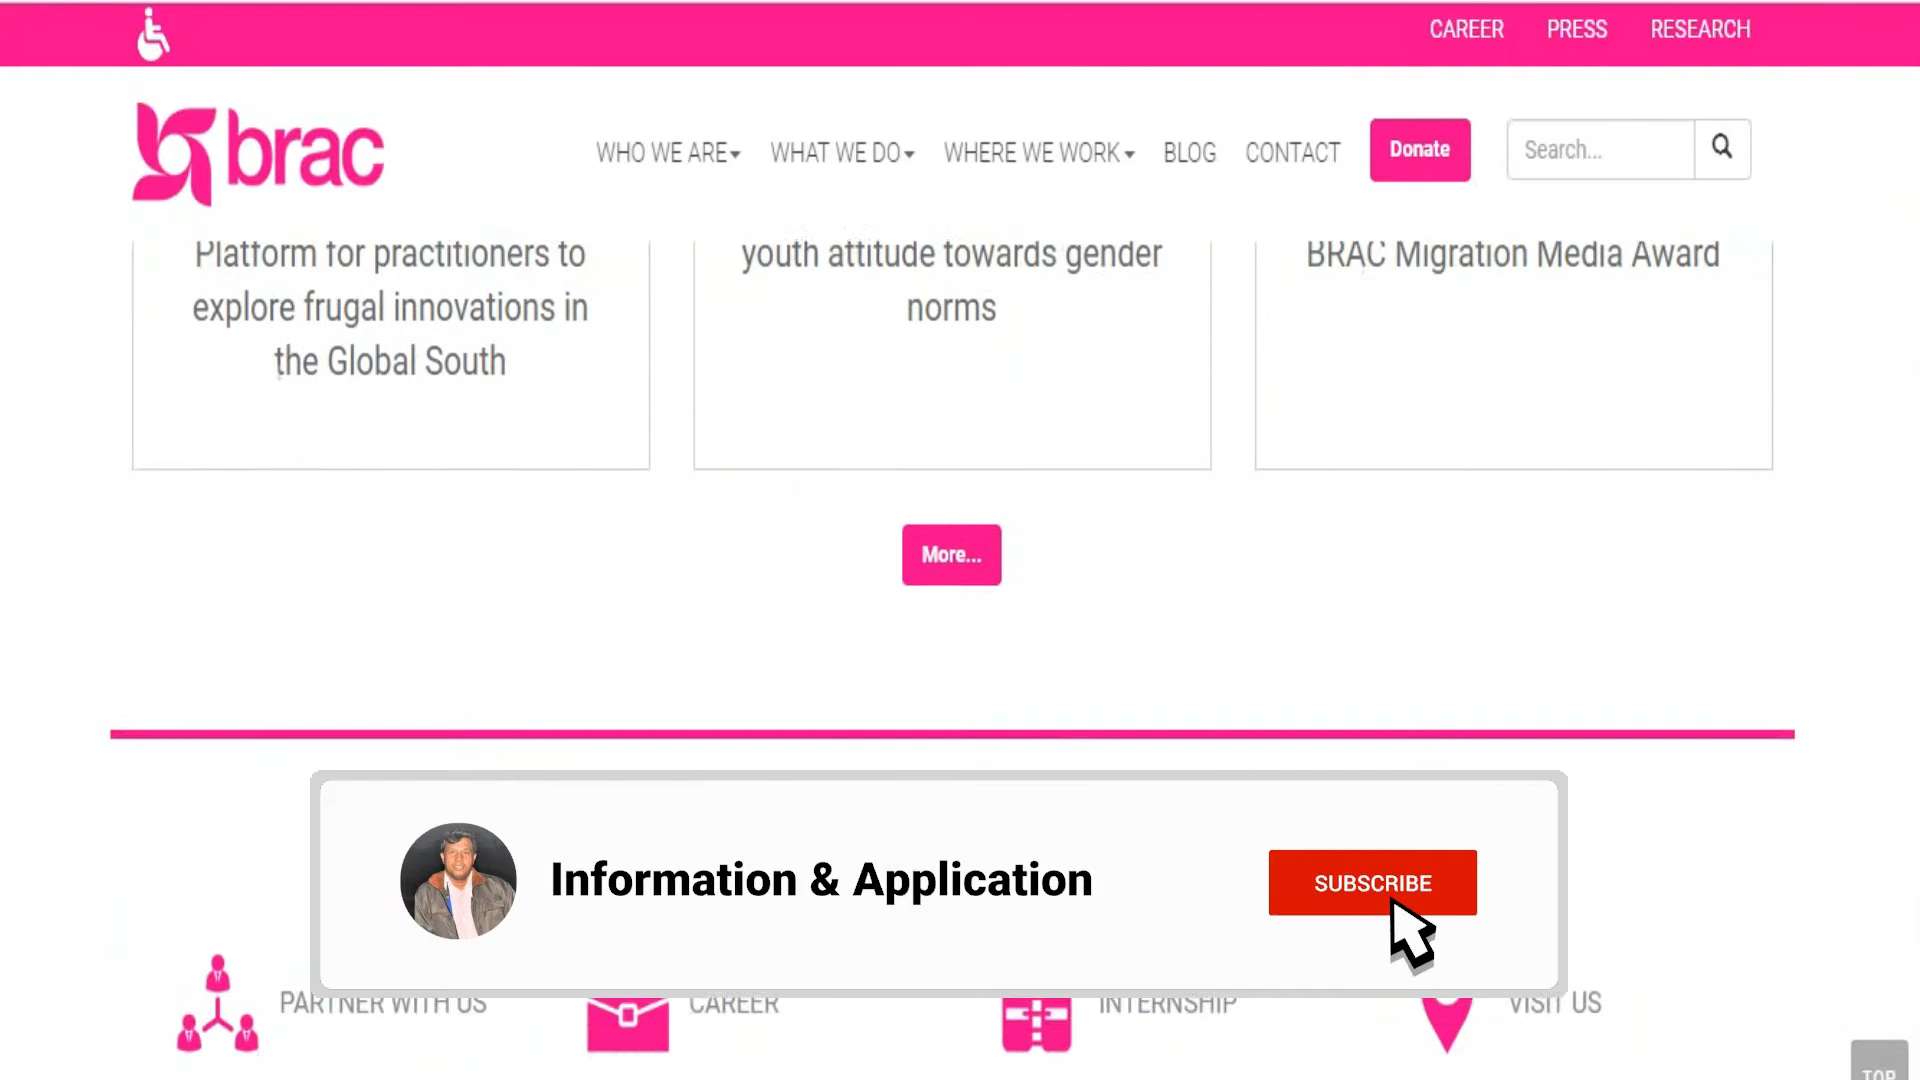 CAREER PRESS RESEARCH
brac
WHO WE ARE WHAT WE DO WHERE WE WORK BLOG CONTACT Donate Search...
Platform for practitioners to
explore frugal innovations in
the Global South
youth attitude towards gender
norms
BRAC Migration Media Award
More...
Information & Application
SUBSCRIBE
PARTNER WITH US CAREER INTERNSHIP VISIT US
TOP